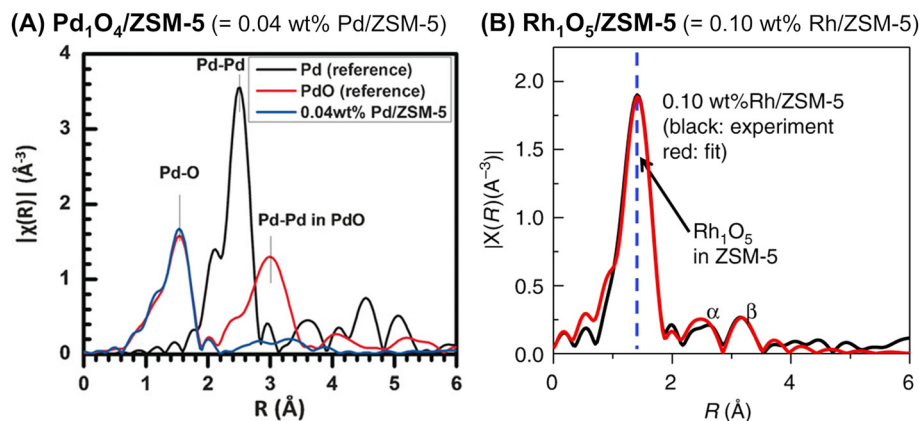 (A) Pd₁O₄/ZSM-5 (= 0.04 wt% Pd/ZSM-5)
4
3
2
1
0
0
1
2
3
4
5
6
|χ(R)| (Å⁻³)
R (Å)
Pd-Pd
Pd (reference)
PdO (reference)
0.04wt% Pd/ZSM-5
Pd-O
Pd-Pd in PdO
(B) Rh₁O₅/ZSM-5 (= 0.10 wt% Rh/ZSM-5)
2.0
1.5
1.0
0.5
0.0
0
2
4
6
|X(R)(A⁻³)|
R (Å)
0.10 wt%Rh/ZSM-5
(black: experiment
red: fit)
Rh₁O₅
in ZSM-5
α
β